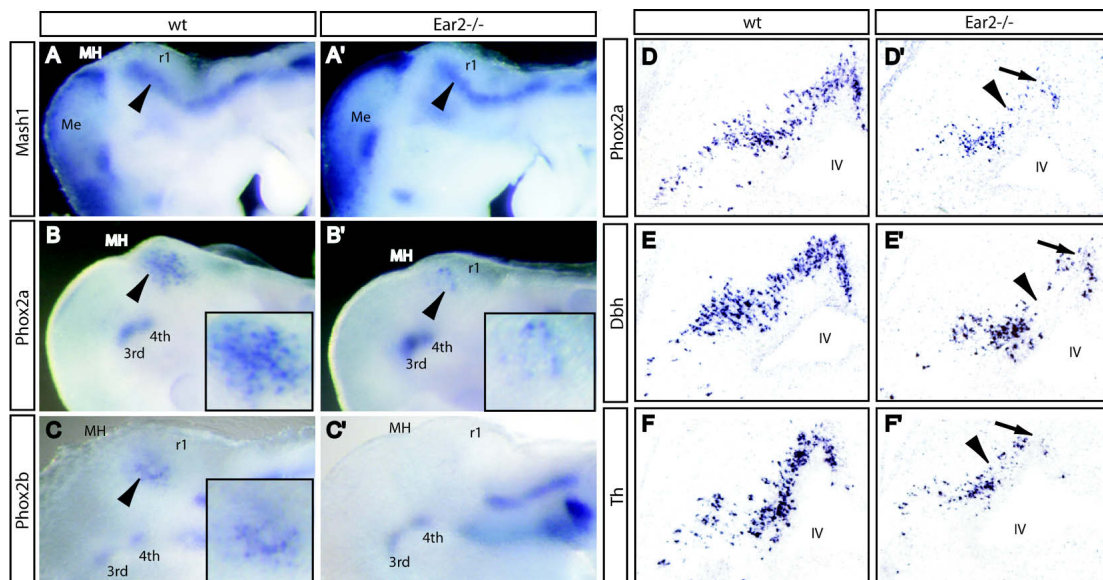 wt
Ear2-/-
wt
Ear2-/-
Mash1
A
MH
r1
Me
A'
r1
Me
Phox2a
B
MH
4th
3rd
B'
MH
r1
4th
3rd
Phox2b
C
MH
r1
4th
3rd
C'
MH
r1
4th
3rd
Phox2a
D
IV
D'
IV
Dbh
E
IV
E'
IV
Th
F
IV
F'
IV